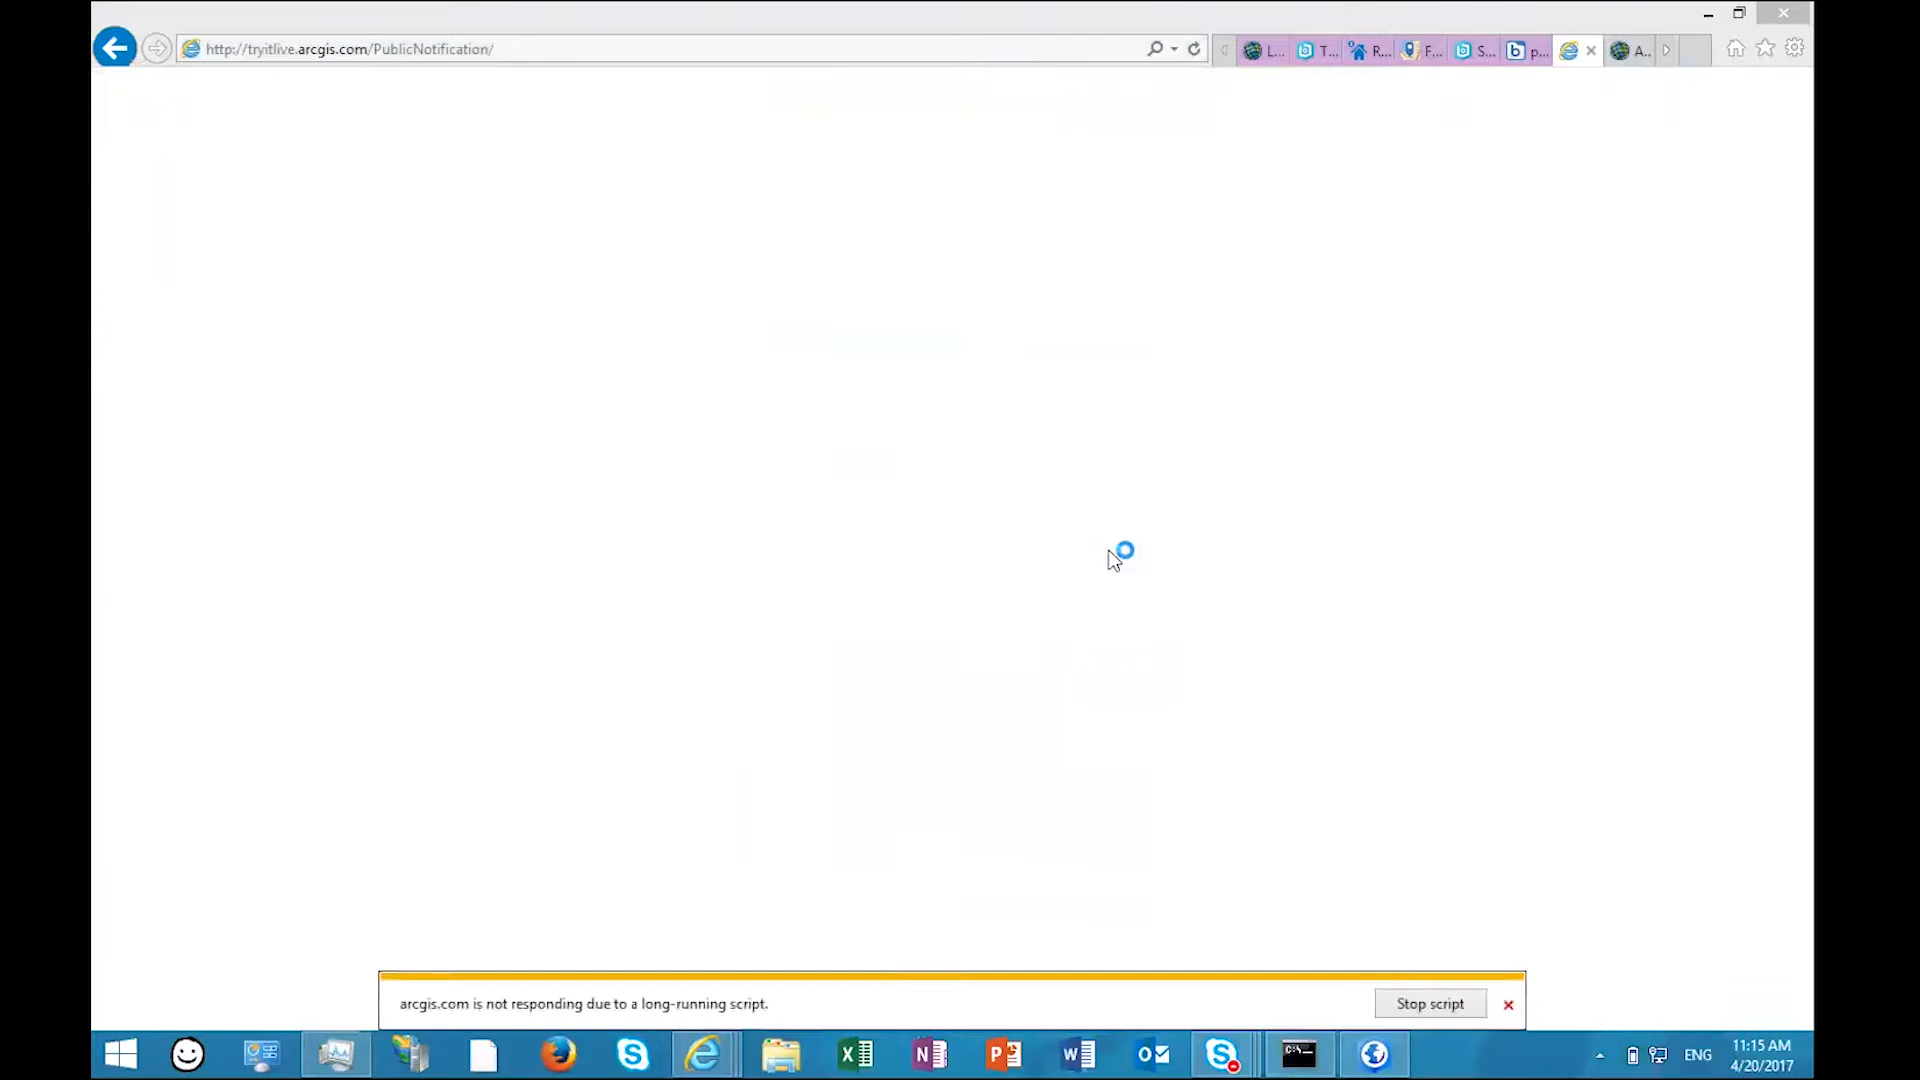 http://tryitlive.arcgis.com/PublicNotification/
L...
T...
R...
F...
S...
p...
A..
arcgis.com is not responding due to a long-running script.
Stop script
ENG
11:15 AM
4/20/2017